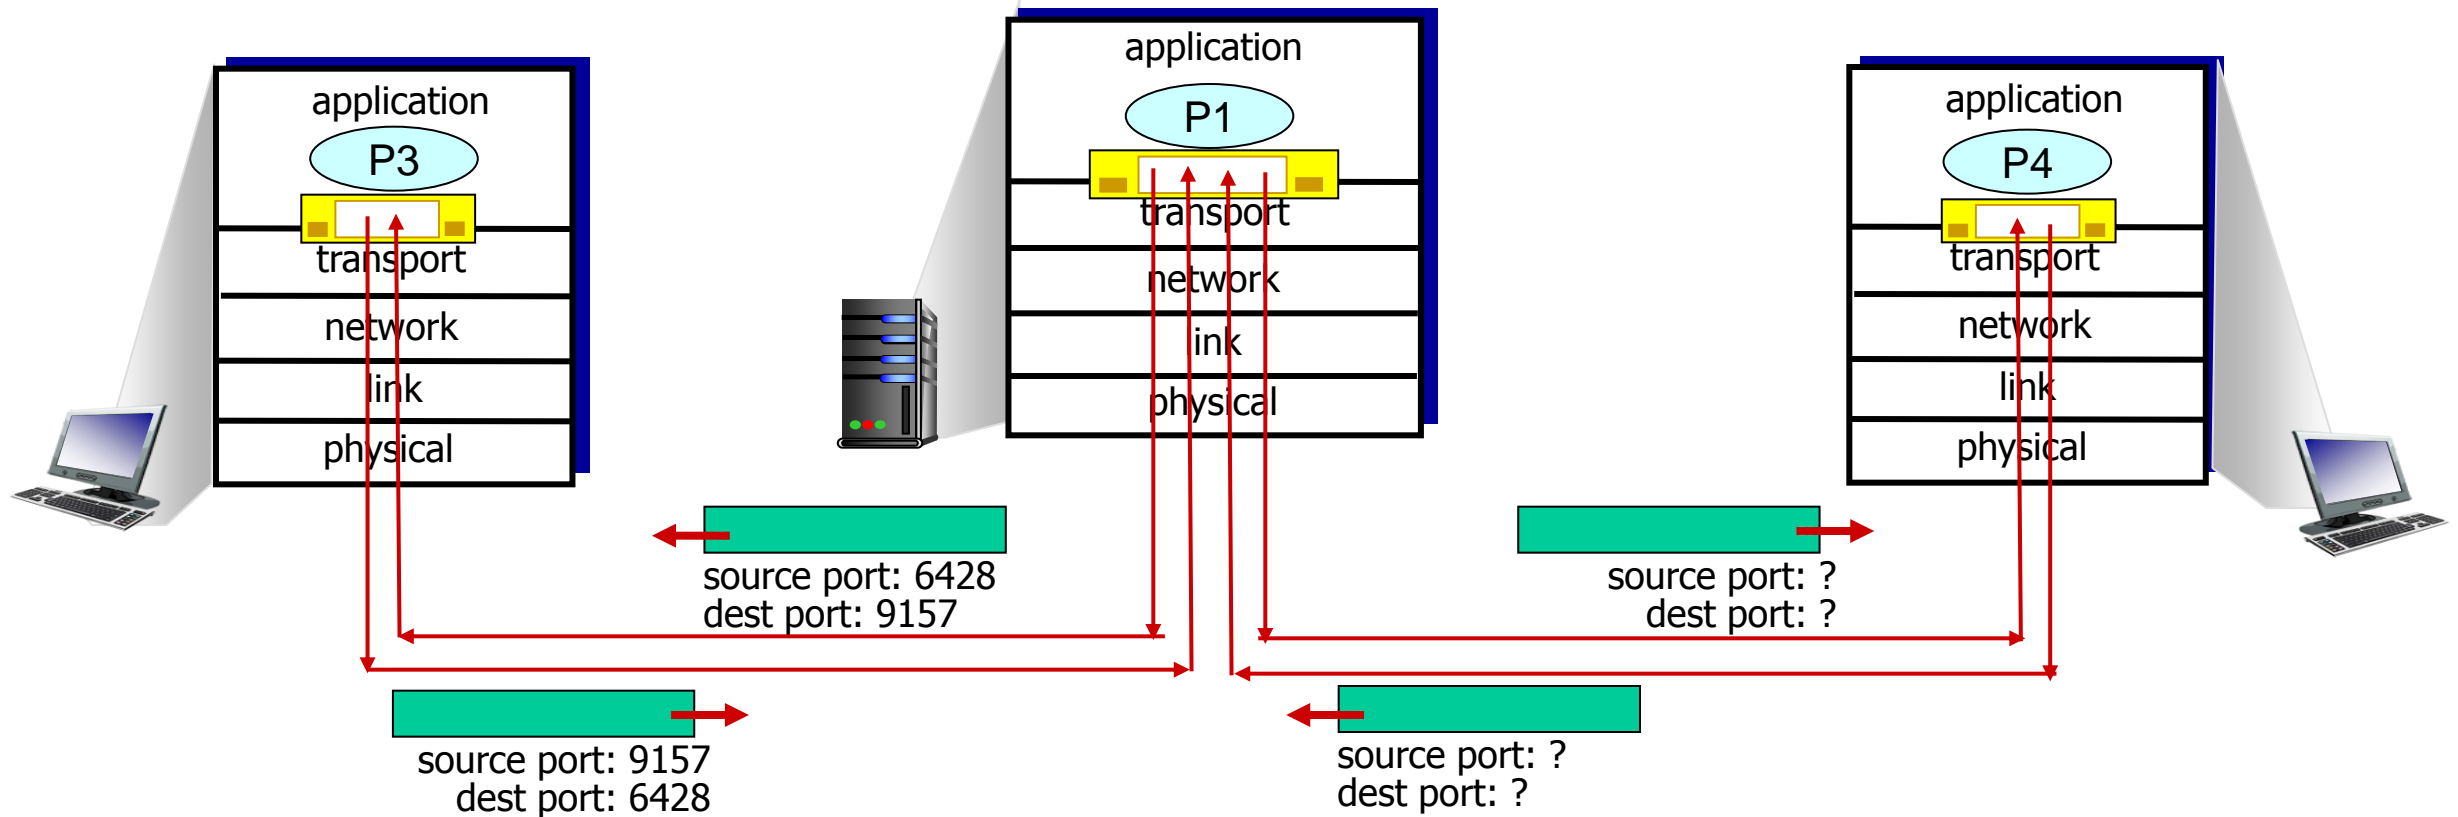 application
P3
transport
network
link
physical
application
P1
transport
network
link
physical
application
P4
transport
network
link
physical
source port: 6428
dest port: 9157
source port: ?
dest port: ?
source port: 9157
dest port: 6428
source port: ?
dest port: ?